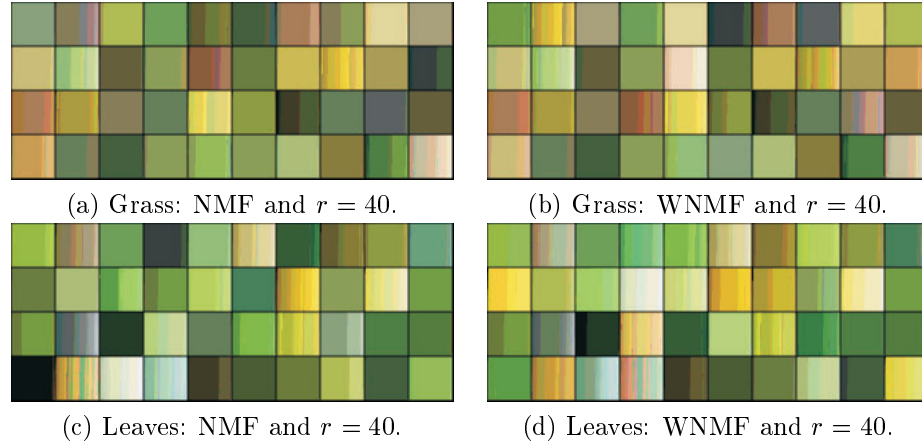 (a) Grass: NMF and r = 40.
(b) Grass: WNMF and r = 40.
(c) Leaves: NMF and r = 40.
(d) Leaves: WNMF and r = 40.